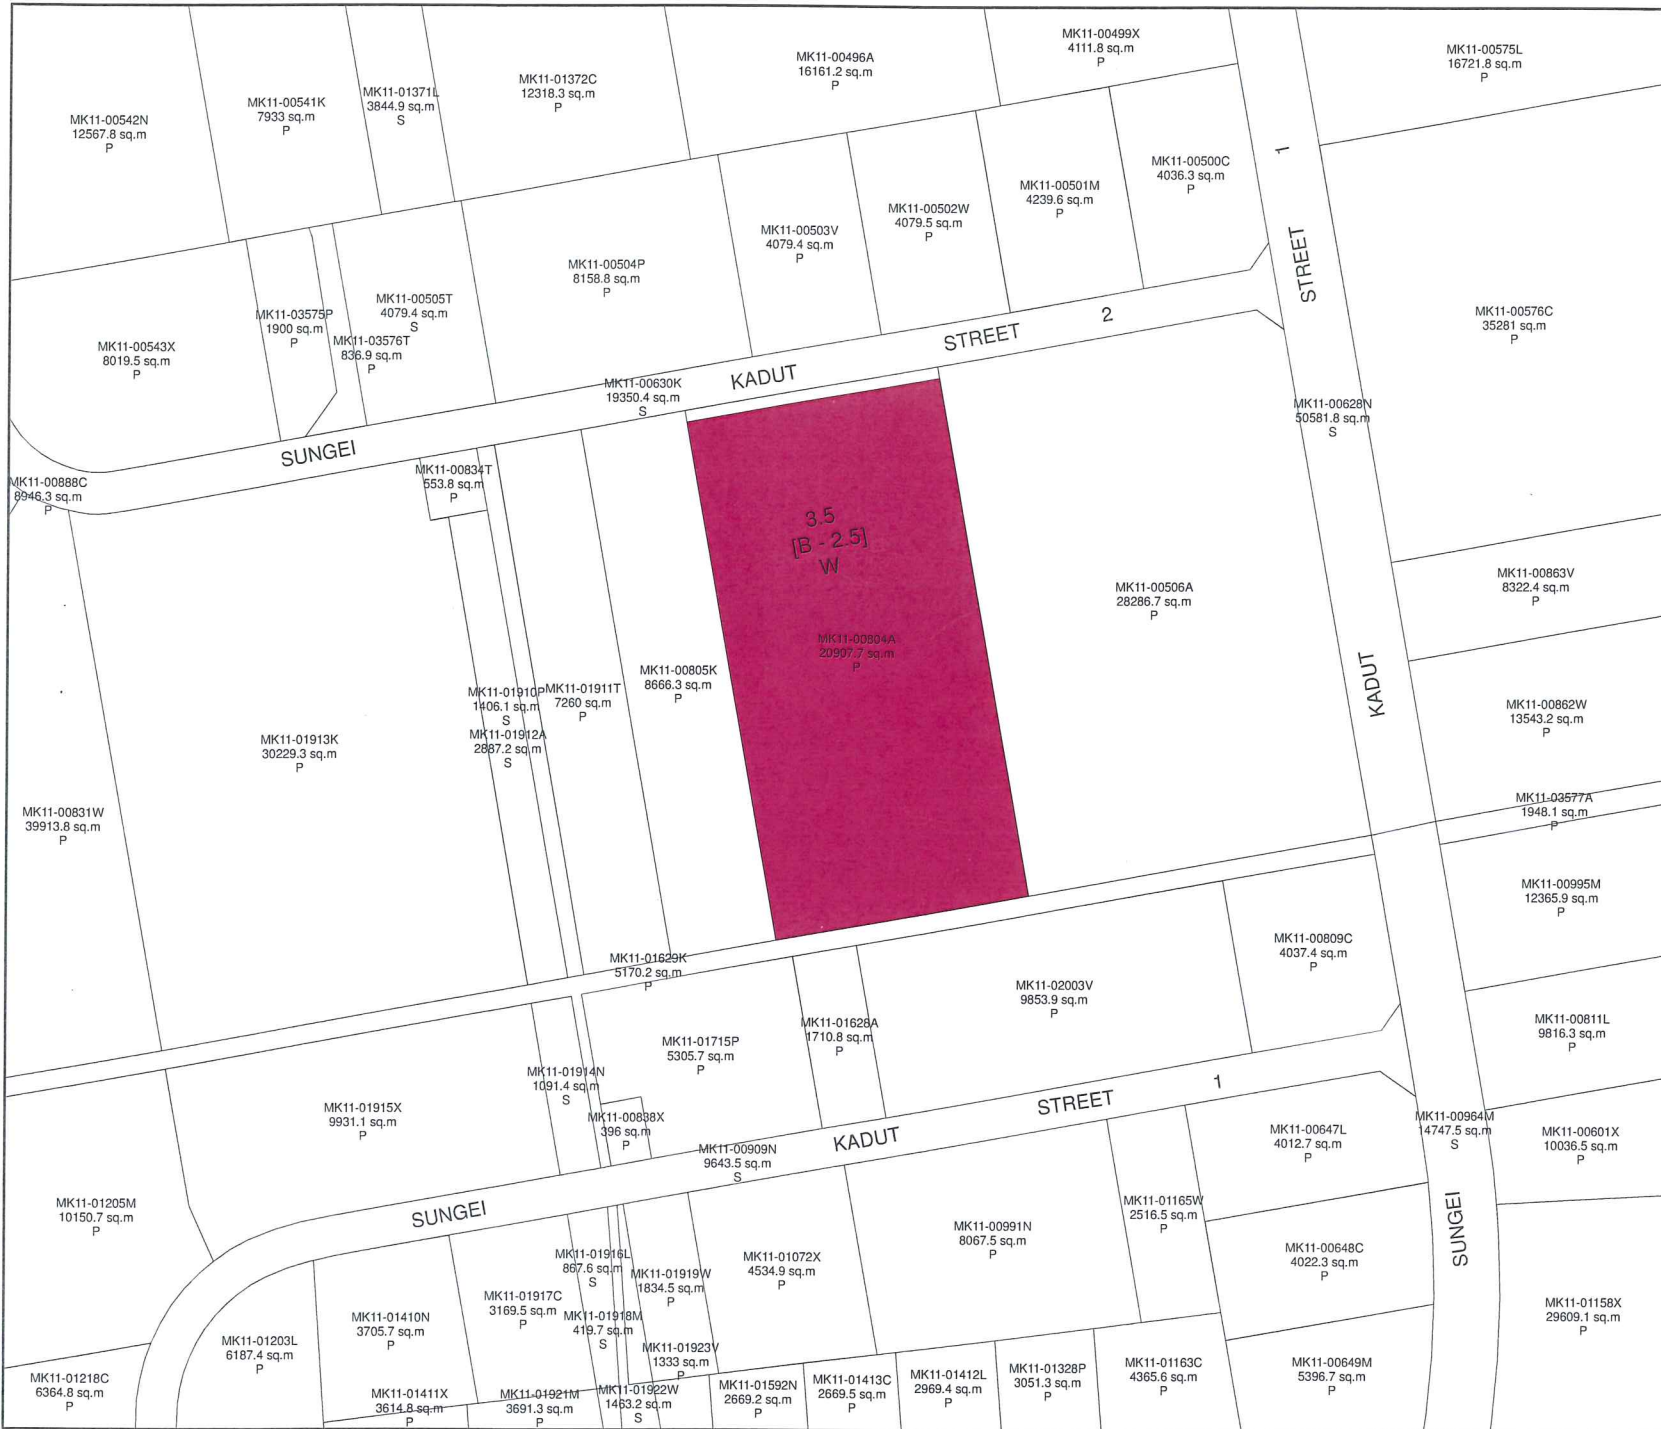 MK11-00542N
12567.8 sq.m
P
MK11-00541K
7933 sq.m
P
MK11-01371L
3844.9 sq.m
S
MK11-01372C
12318.3 sq.m
P
MK11-00496A
16161.2 sq.m
P
MK11-00499X
4111.8 sq.m
P
MK11-00575L
16721.8 sq.m
P
MK11-00543X
8019.5 sq.m
P
MK11-03575P
1900 sq.m
P
MK11-03576T
836.9 sq.m
P
MK11-00505T
4079.4 sq.m
S
MK11-00504P
8158.8 sq.m
P
MK11-00503V
4079.4 sq.m
P
MK11-00502W
4079.5 sq.m
P
MK11-00501M
4239.6 sq.m
P
MK11-00500C
4036.3 sq.m
P
MK11-00576C
35281 sq.m
P
SUNGEI KADUT STREET 2
MK11-00630K
19350.4 sq.m
S
SUNGEI KADUT STREET 1
MK11-00628N
50581.8 sq.m
S
MK11-00888C
8946.3 sq.m
P
MK11-00834T
553.8 sq.m
P
3.5
[B - 2.5]
W
MK11-00804A
20907.7 sq.m
P
MK11-00506A
28286.7 sq.m
P
MK11-00863V
8322.4 sq.m
P
MK11-00862W
13543.2 sq.m
P
MK11-01913K
30229.3 sq.m
P
MK11-01910P
1406.1 sq.m
S
MK11-01912A
2887.2 sq.m
S
MK11-01911T
7260 sq.m
P
MK11-00805K
8666.3 sq.m
P
MK11-00831W
39913.8 sq.m
P
MK11-03577A
1948.1 sq.m
P
MK11-00995M
12365.9 sq.m
P
MK11-01629K
5170.2 sq.m
P
MK11-00809C
4037.4 sq.m
P
MK11-02003V
9853.9 sq.m
P
MK11-01628A
1710.8 sq.m
P
MK11-01715P
5305.7 sq.m
P
MK11-00811L
9816.3 sq.m
P
MK11-01914N
1091.4 sq.m
S
MK11-01915X
9931.1 sq.m
P
MK11-00838X
396 sq.m
P
SUNGEI KADUT STREET 1
MK11-00909N
9643.5 sq.m
S
MK11-00647L
4012.7 sq.m
P
MK11-00964M
14747.5 sq.m
S
MK11-00601X
10036.5 sq.m
P
MK11-01205M
10150.7 sq.m
P
MK11-01165W
2516.5 sq.m
P
MK11-00991N
8067.5 sq.m
P
MK11-00648C
4022.3 sq.m
P
MK11-01916L
867.6 sq.m
S
MK11-01919W
1834.5 sq.m
P
MK11-01072X
4534.9 sq.m
P
MK11-01917C
3169.5 sq.m
P
MK11-01918M
419.7 sq.m
S
MK11-01410N
3705.7 sq.m
P
MK11-01203L
6187.4 sq.m
P
MK11-01158X
29609.1 sq.m
P
MK11-01923V
1333 sq.m
P
MK11-01218C
6364.8 sq.m
P
MK11-01411X
3614.8 sq.m
P
MK11-01921M
3691.3 sq.m
P
MK11-01922W
1463.2 sq.m
S
MK11-01592N
2669.2 sq.m
P
MK11-01413C
2669.5 sq.m
P
MK11-01412L
2969.4 sq.m
P
MK11-01328P
3051.3 sq.m
P
MK11-01163C
4365.6 sq.m
P
MK11-00649M
5396.7 sq.m
P